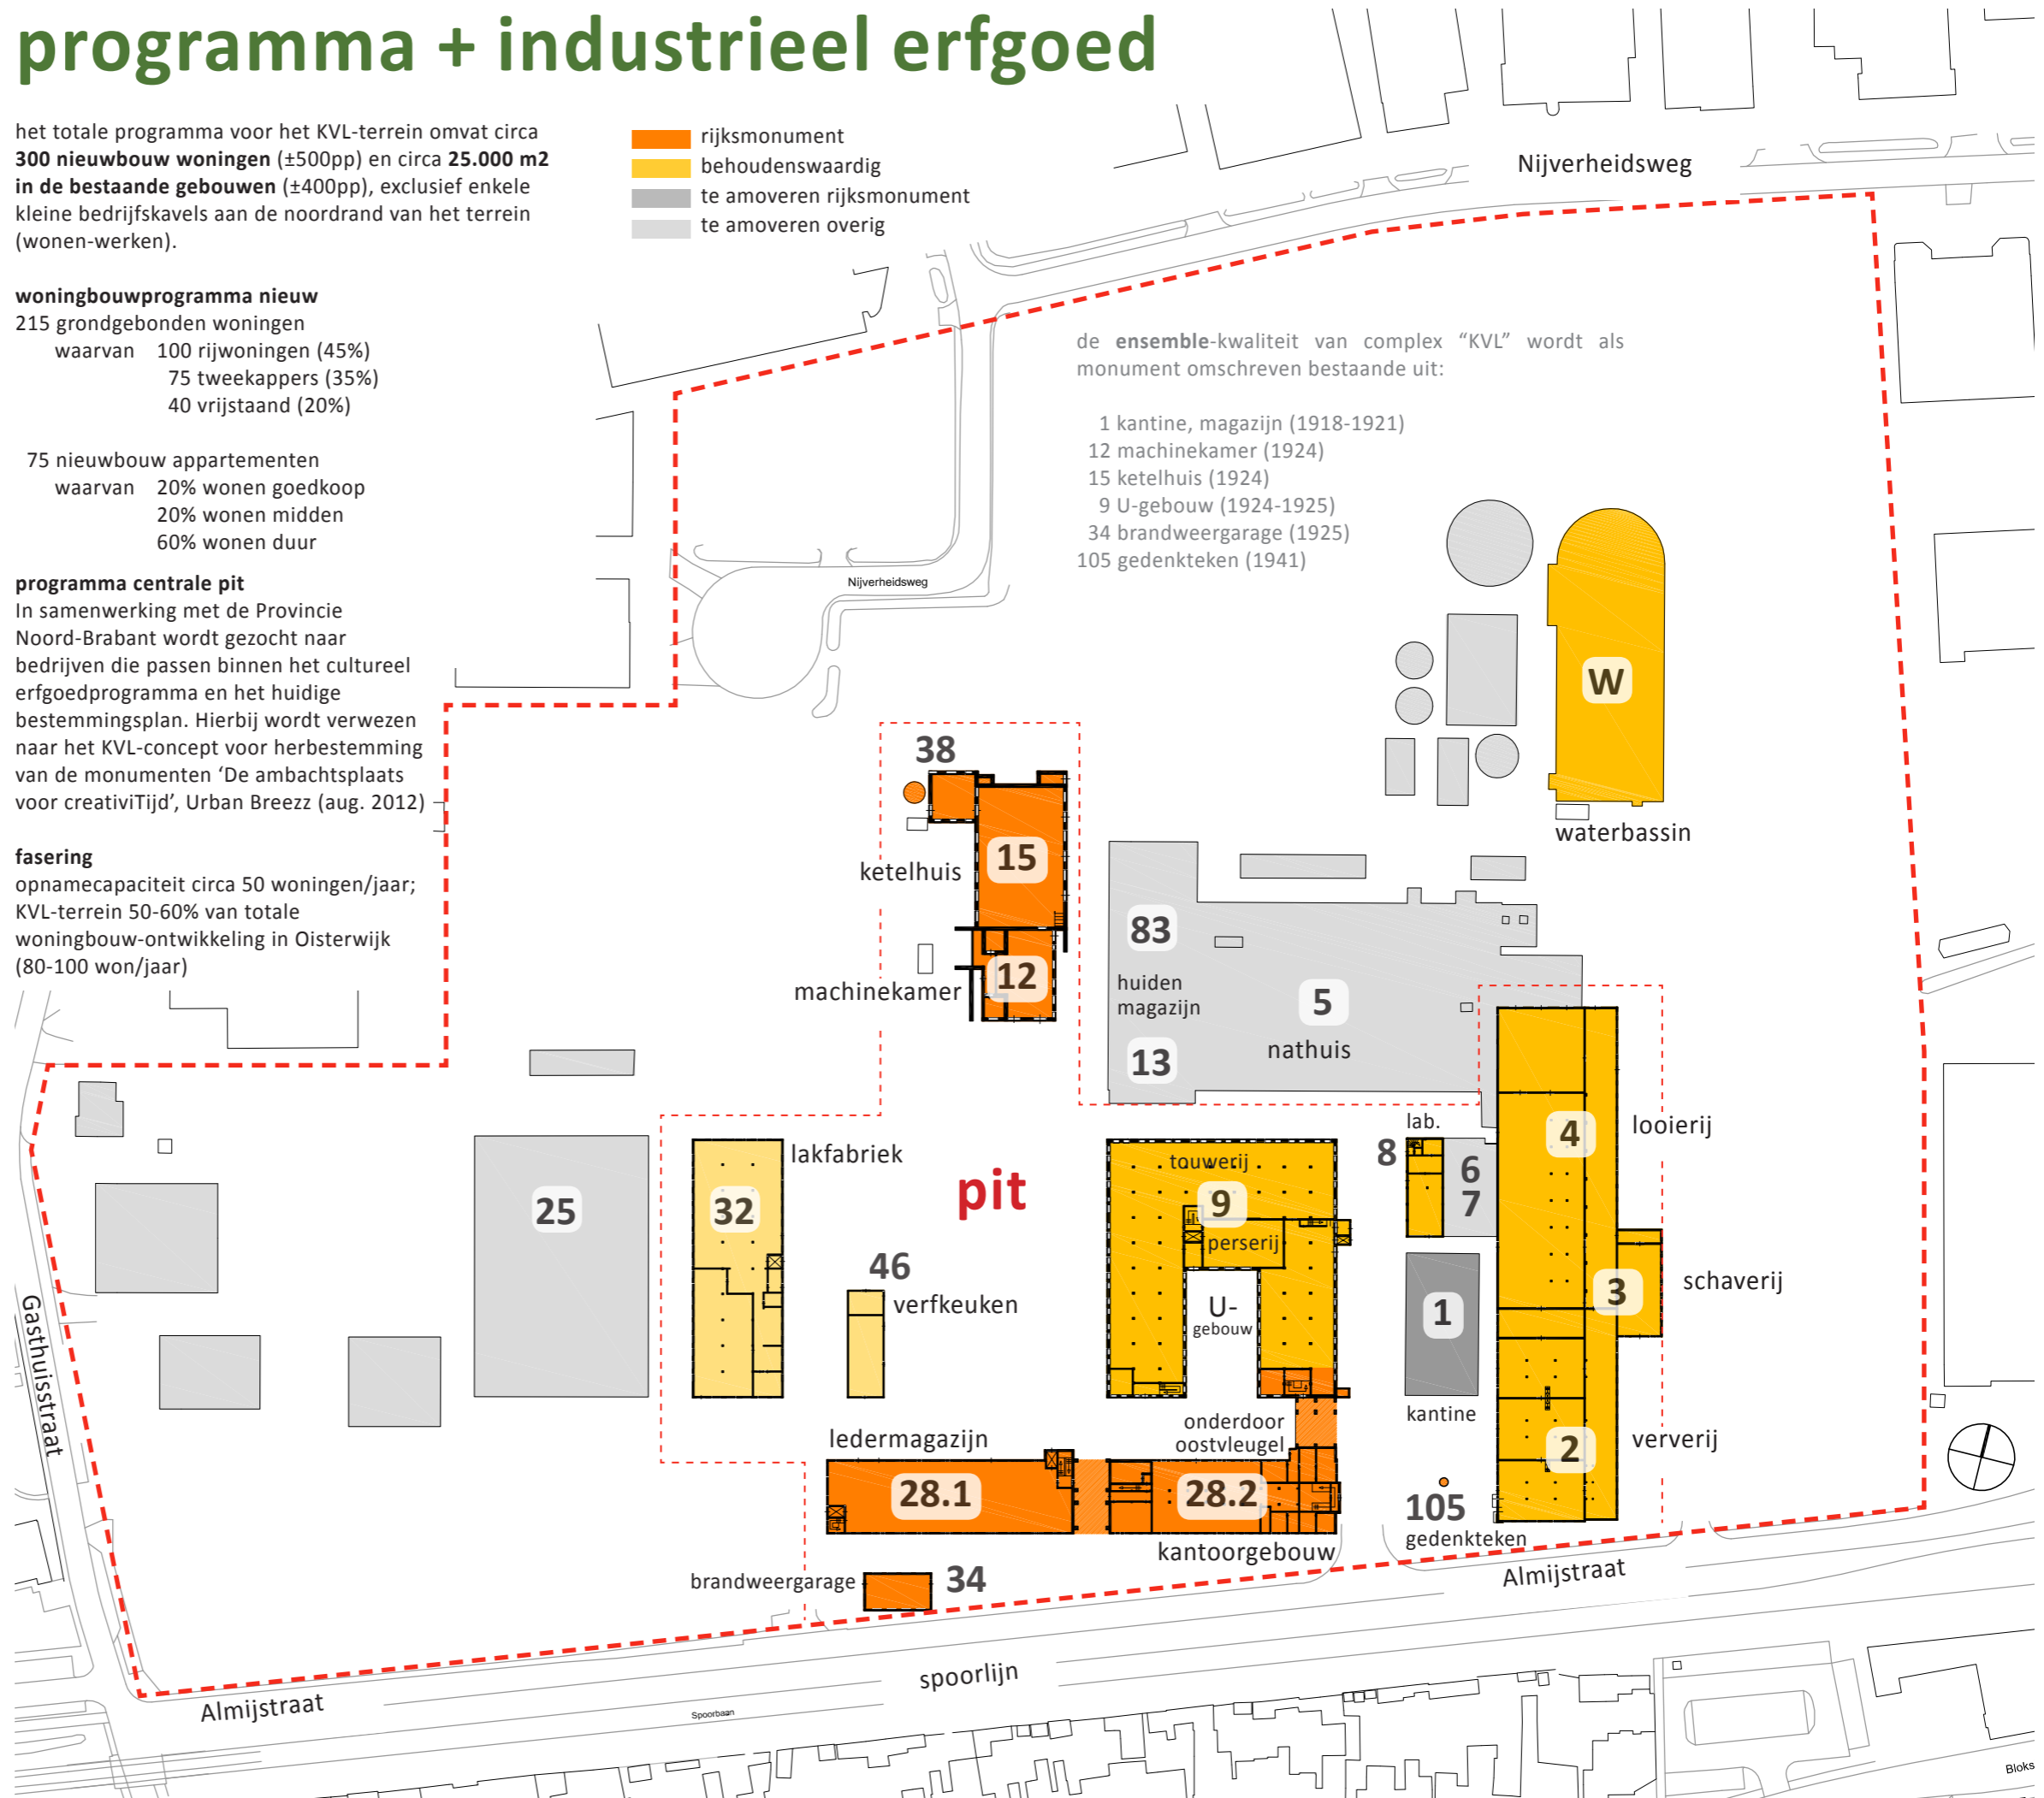 programma + industrieel erfgoed
het totale programma voor het KVL-terrein omvat circa
300 nieuwbouw woningen (±500pp) en circa 25.000 m2
in de bestaande gebouwen (±400pp), exclusief enkele
kleine bedrijfskavels aan de noordrand van het terrein
(wonen-werken).
woningbouwprogramma nieuw
215 grondgebonden woningen
waarvan 100 rijwoningen (45%)
75 tweekappers (35%)
40 vrijstaand (20%)
75 nieuwbouw appartementen
waarvan 20% wonen goedkoop
20% wonen midden
60% wonen duur
programma centrale pit
In samenwerking met de Provincie
Noord-Brabant wordt gezocht naar
bedrijven die passen binnen het cultureel
erfgoedprogramma en het huidige
bestemmingsplan. Hierbij wordt verwezen
naar het KVL-concept voor herbestemming
van de monumenten ‘De ambachtsplaats
voor creativiTijd’, Urban Breezz (aug. 2012)
fasering
opnamecapaciteit circa 50 woningen/jaar;
KVL-terrein 50-60% van totale
woningbouw-ontwikkeling in Oisterwijk
(80-100 won/jaar)
rijksmonument
behoudenswaardig
te amoveren rijksmonument
te amoveren overig
Nijverheidsweg
de ensemble-kwaliteit van complex “KVL” wordt als
monument omschreven bestaande uit:
1 kantine, magazijn (1918-1921)
12 machinekamer (1924)
15 ketelhuis (1924)
9 U-gebouw (1924-1925)
34 brandweergarage (1925)
105 gedenkteken (1941)
Nijverheidsweg
W
waterbassin
38
15
ketelhuis
12
machinekamer
83
huiden
magazijn
13
5
nathuis
lab.
8
6
7
4
looierij
3
schaverij
1
kantine
2
ververij
105
gedenkteken
lakfabriek
32
25
pit
46
verfkeuken
touwerij
9
perserij
U-
gebouw
onderdoor
oostvleugel
ledermagazijn
28.1
28.2
kantoorgebouw
brandweergarage
34
Gasthuisstraat
Almijstraat
Almijstraat
spoorlijn
Spoorbaan
Bloks